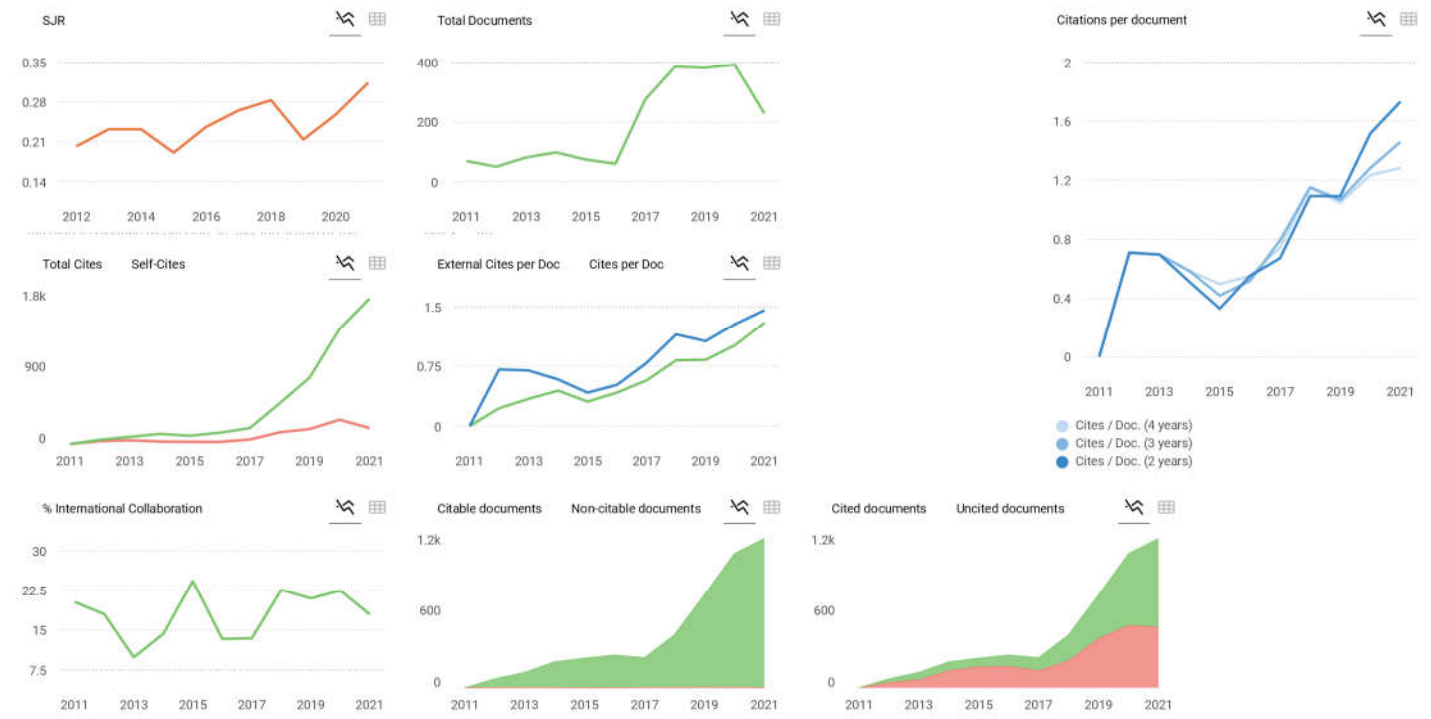 SJR
0.35
0.28
0.21
0.14
2012 2014 2016 2018 2020
Total Documents
400
200
0
2011 2013 2015 2017 2019 2021
Citations per document
2
1.6
1.2
0.8
0.4
0
2011 2013 2015 2017 2019 2021
Cites / Doc. (4 years)
Cites / Doc. (3 years)
Cites / Doc. (2 years)
Total Cites Self-Cites
1.8k
900
0
2011 2013 2015 2017 2019 2021
External Cites per Doc Cites per Doc
1.5
0.75
0
2011 2013 2015 2017 2019 2021
% International Collaboration
30
22.5
15
7.5
2011 2013 2015 2017 2019 2021
Citable documents Non-citable documents
1.2k
600
0
2011 2013 2015 2017 2019 2021
Cited documents Uncited documents
1.2k
600
0
2011 2013 2015 2017 2019 2021